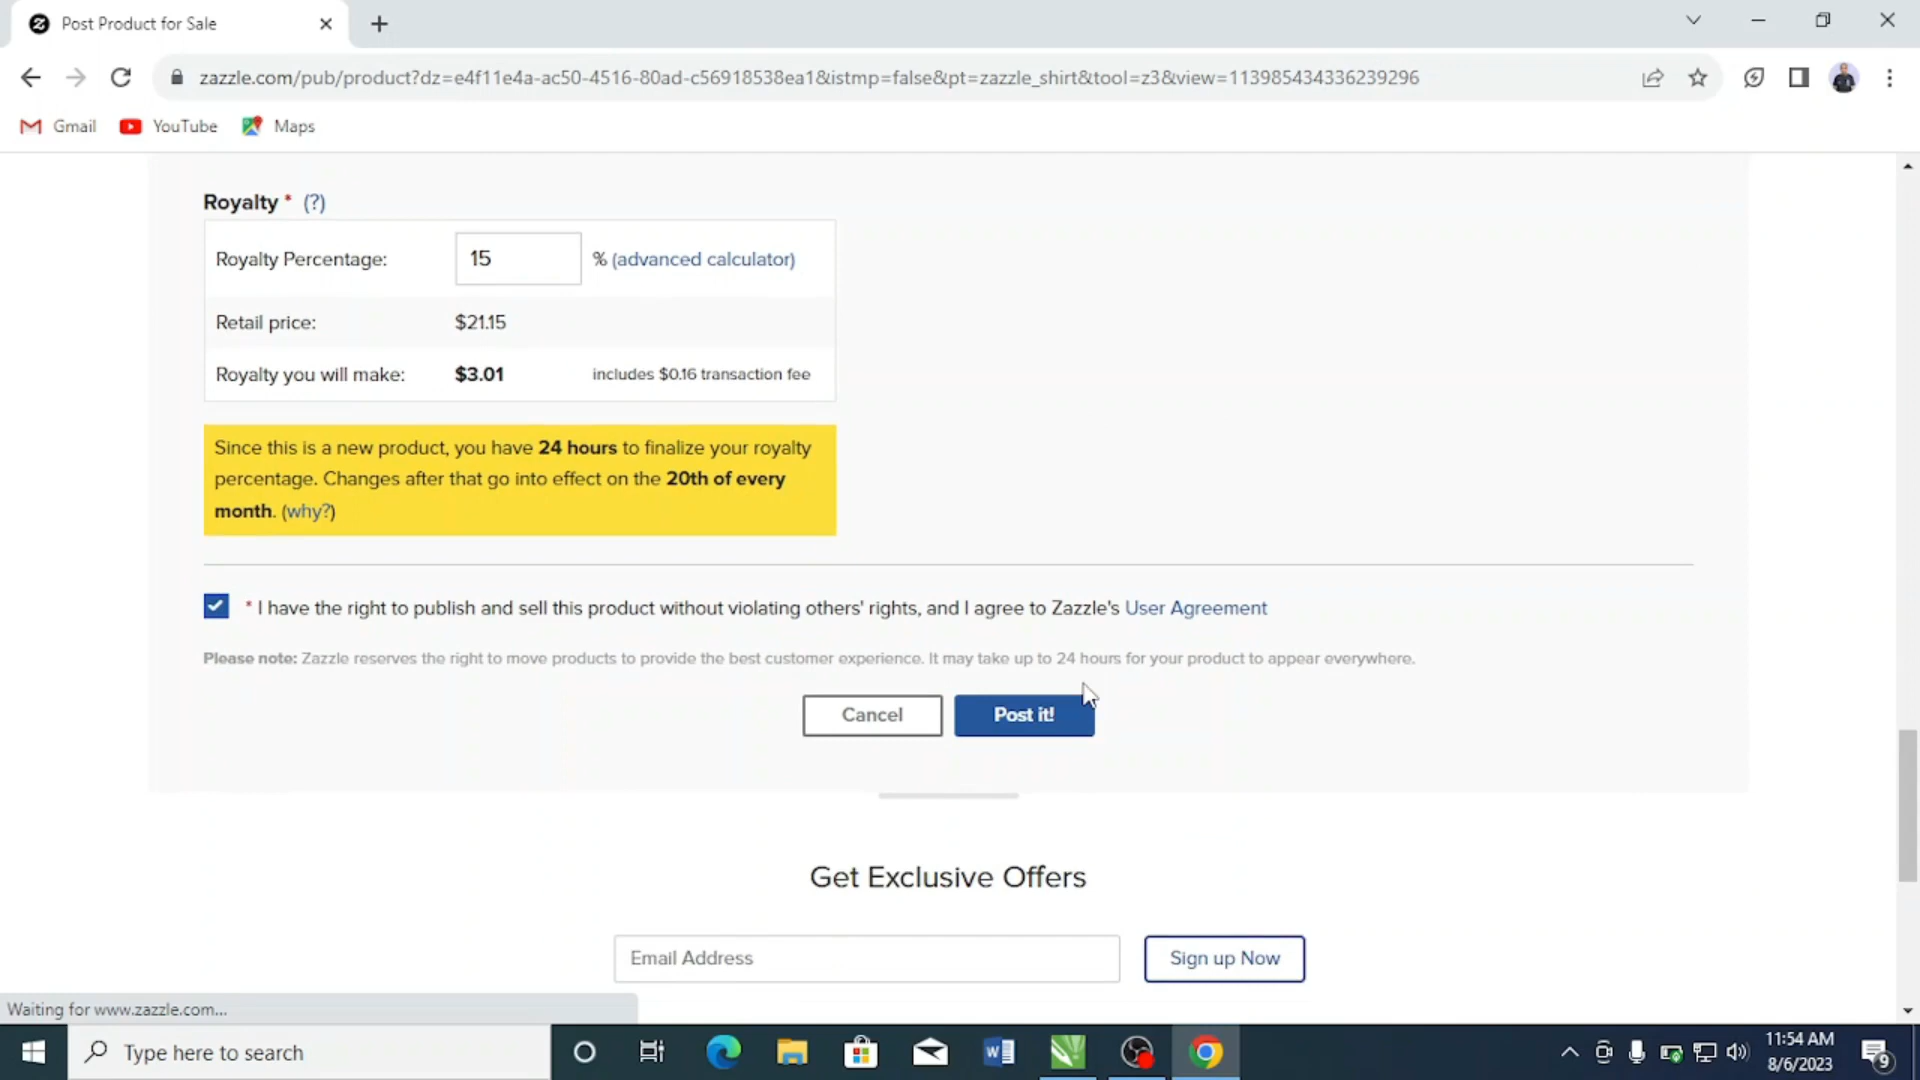 Post Product for Sale
zazzle.com/pub/product?dz=e4f11e4a-ac50-4516-80ad-c56918538ea1&istmp=false&pt=zazzle_shirt&tool=z3&view=113985434336239296
Gmail YouTube Maps
Royalty * (?)
Royalty Percentage: 15 % (advanced calculator)
Retail price: $21.15
Royalty you will make: $3.01 includes $0.16 transaction fee
Since this is a new product, you have 24 hours to finalize your royalty
percentage. Changes after that go into effect on the 20th of every
month. (why?)
* I have the right to publish and sell this product without violating others' rights, and I agree to Zazzle's User Agreement
Please note: Zazzle reserves the right to move products to provide the best customer experience. It may take up to 24 hours for your product to appear everywhere.
Cancel Post it!
Get Exclusive Offers
Email Address Sign up Now
Waiting for www.zazzle.com...
Type here to search
11:54 AM
8/6/2023
9